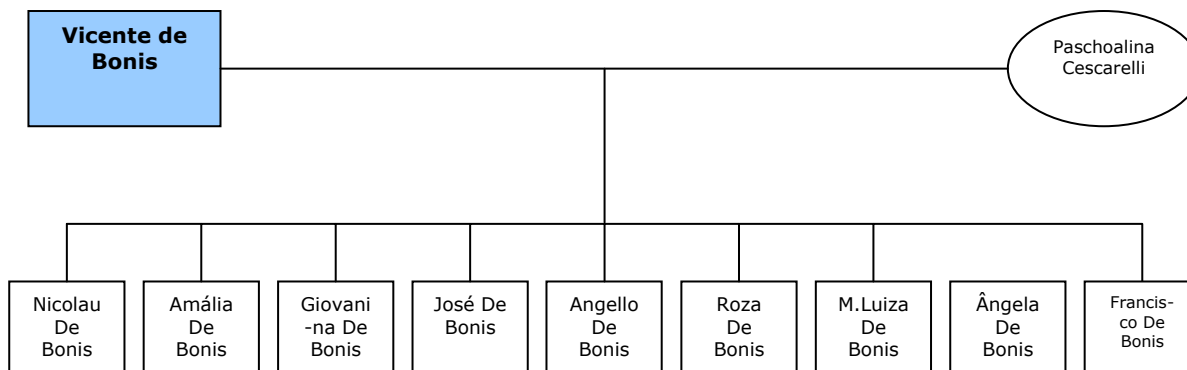 Vicente de
Bonis
Paschoalina
Cescarelli
Nicolau
De
Bonis
Amália
De
Bonis
Giovani
-na De
Bonis
José De
Bonis
Angello
De
Bonis
Roza
De
Bonis
M.Luiza
De
Bonis
Ângela
De
Bonis
Francis-
co De
Bonis